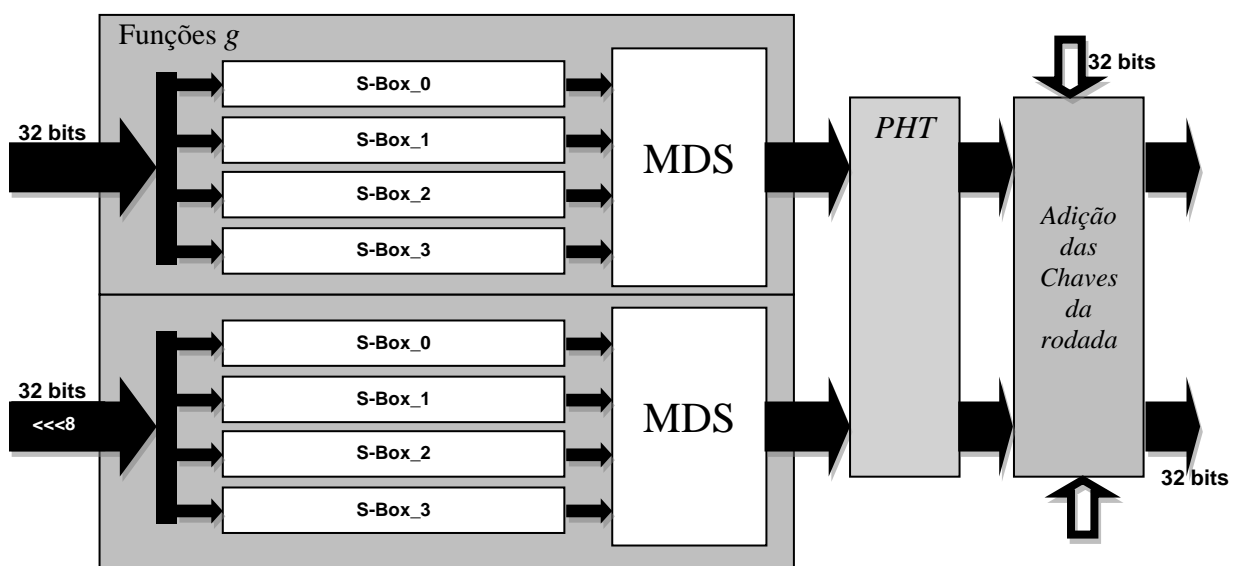 Funções g
32 bits
S-Box_0
S-Box_1
S-Box_2
S-Box_3
MDS
32 bits
<<<8
S-Box_0
S-Box_1
S-Box_2
S-Box_3
MDS
PHT
32 bits
Adição
das
Chaves
da
rodada
32 bits